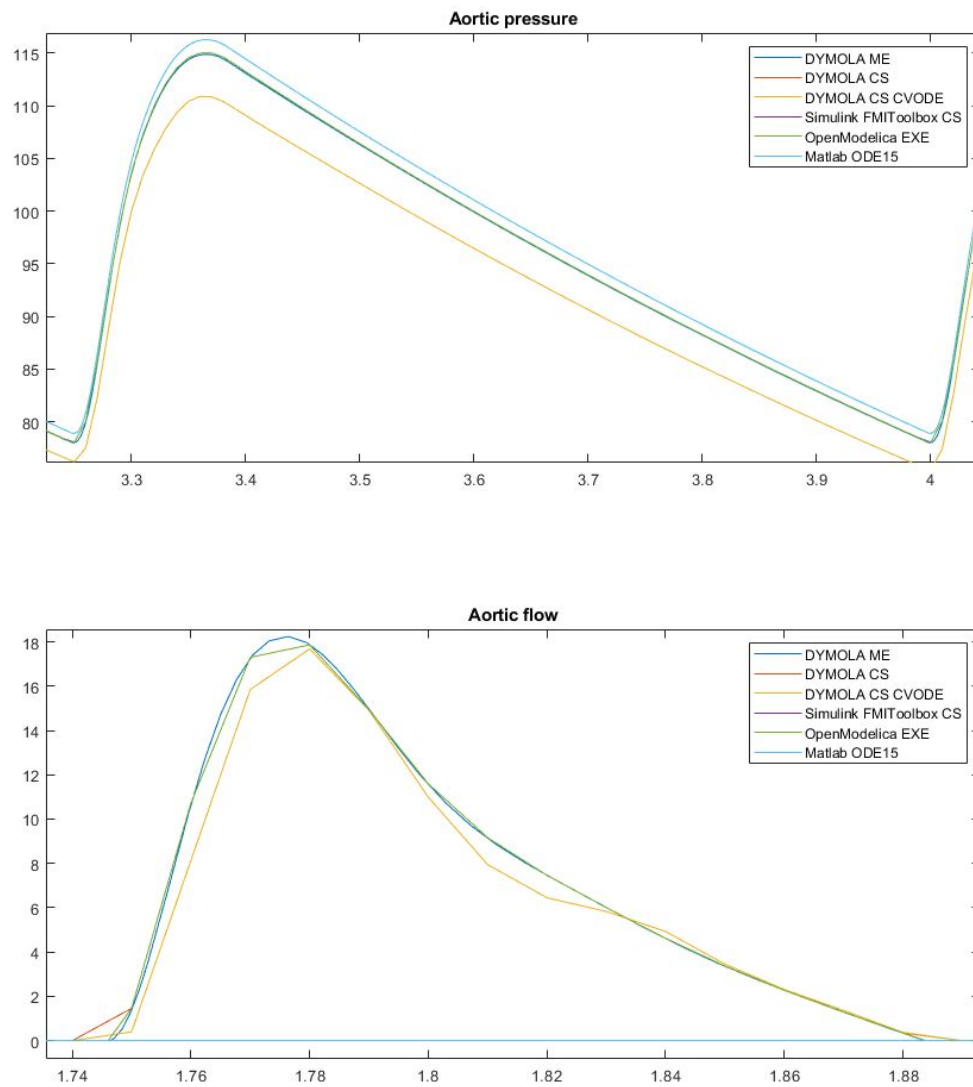 Aortic pressure
115
110
105
100
95
90
85
80
3.3 3.4 3.5 3.6 3.7 3.8 3.9 4
DYMOLA ME
DYMOLA CS
DYMOLA CS CVODE
Simulink FMIToolbox CS
OpenModelica EXE
Matlab ODE15
Aortic flow
18
16
14
12
10
8
6
4
2
0
1.74 1.76 1.78 1.8 1.82 1.84 1.86 1.88
DYMOLA ME
DYMOLA CS
DYMOLA CS CVODE
Simulink FMIToolbox CS
OpenModelica EXE
Matlab ODE15